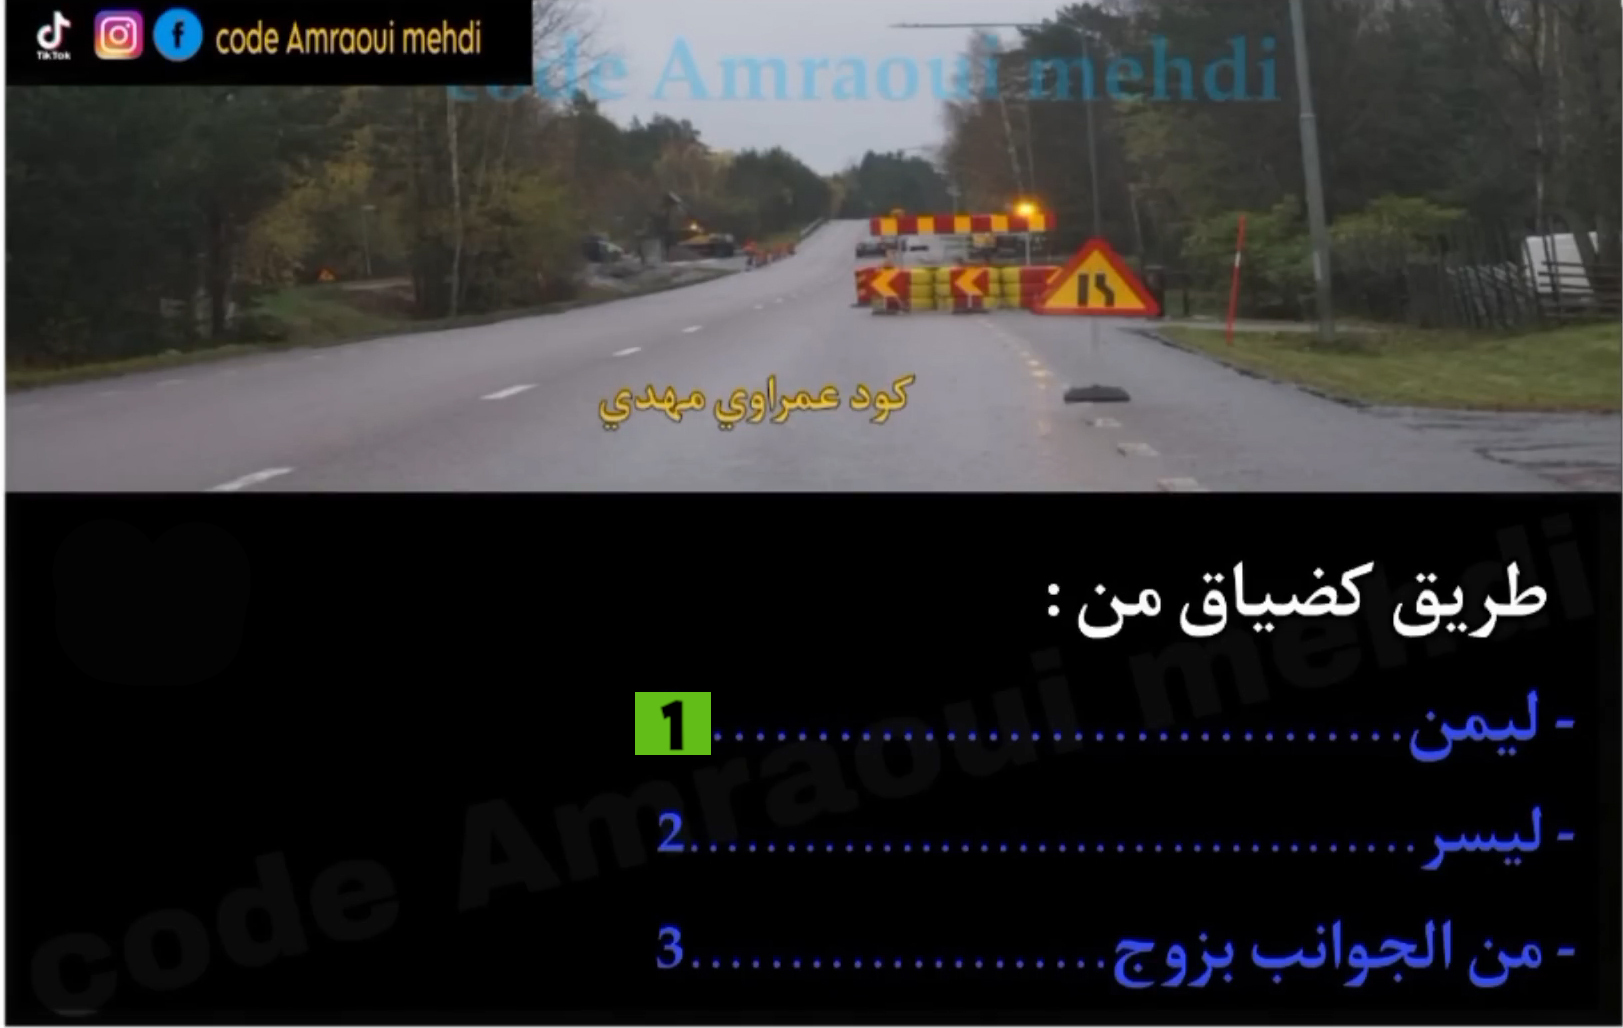 TikTok code Amraoui mehdi
code Amraoui mehdi
كود عمراوي مهدي
طريق كضياق من :
- ليمن..................................1
- ليسر....................................2
- من الجوانب بزوج.....................3
code Amraoui mehdi